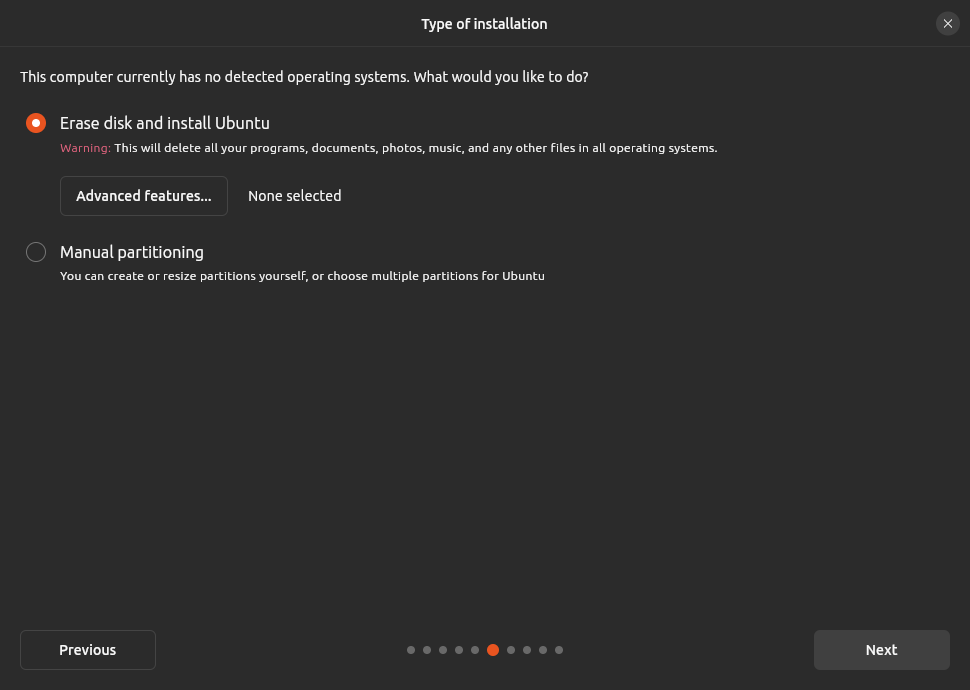 Type of installation
This computer currently has no detected operating systems. What would you like to do?
Erase disk and install Ubuntu
Warning: This will delete all your programs, documents, photos, music, and any other files in all operating systems.
Advanced features... None selected
Manual partitioning
You can create or resize partitions yourself, or choose multiple partitions for Ubuntu
Previous Next